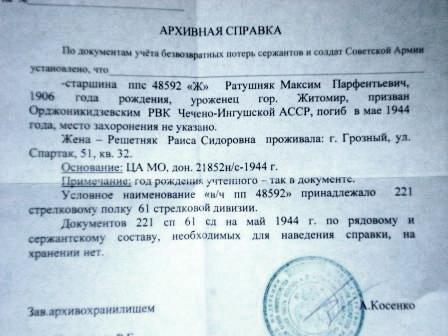 АРХИВНАЯ СПРАВКА
По документам учёта безвозвратных потерь сержантов и солдат Советской Армии
установлено, что
-старшина ппс 48592 «Ж» Ратушняк Максим Парфентьевич,
1906 года рождения, уроженец гор. Житомир, призван
Орджоникидзевским РВК Чечено-Ингушской АССР, погиб в мае 1944
года, место захоронения не указано.
Жена – Решетняк Раиса Сидоровна проживала: г. Грозный, ул.
Спартак, 51, кв. 32.
Основание: ЦА МО, дон. 21852н/с-1944 г.
Примечание: год рождения учтенного – так в документе.
Условное наименование «в/ч пп 48592» принадлежало 221
стрелковому полку 61 стрелковой дивизии.
Документов 221 сп 61 сд на май 1944 г. по рядовому и
сержантскому составу, необходимых для наведения справки, на
хранении нет.
Зав.архивохранилищем
А.Косенко